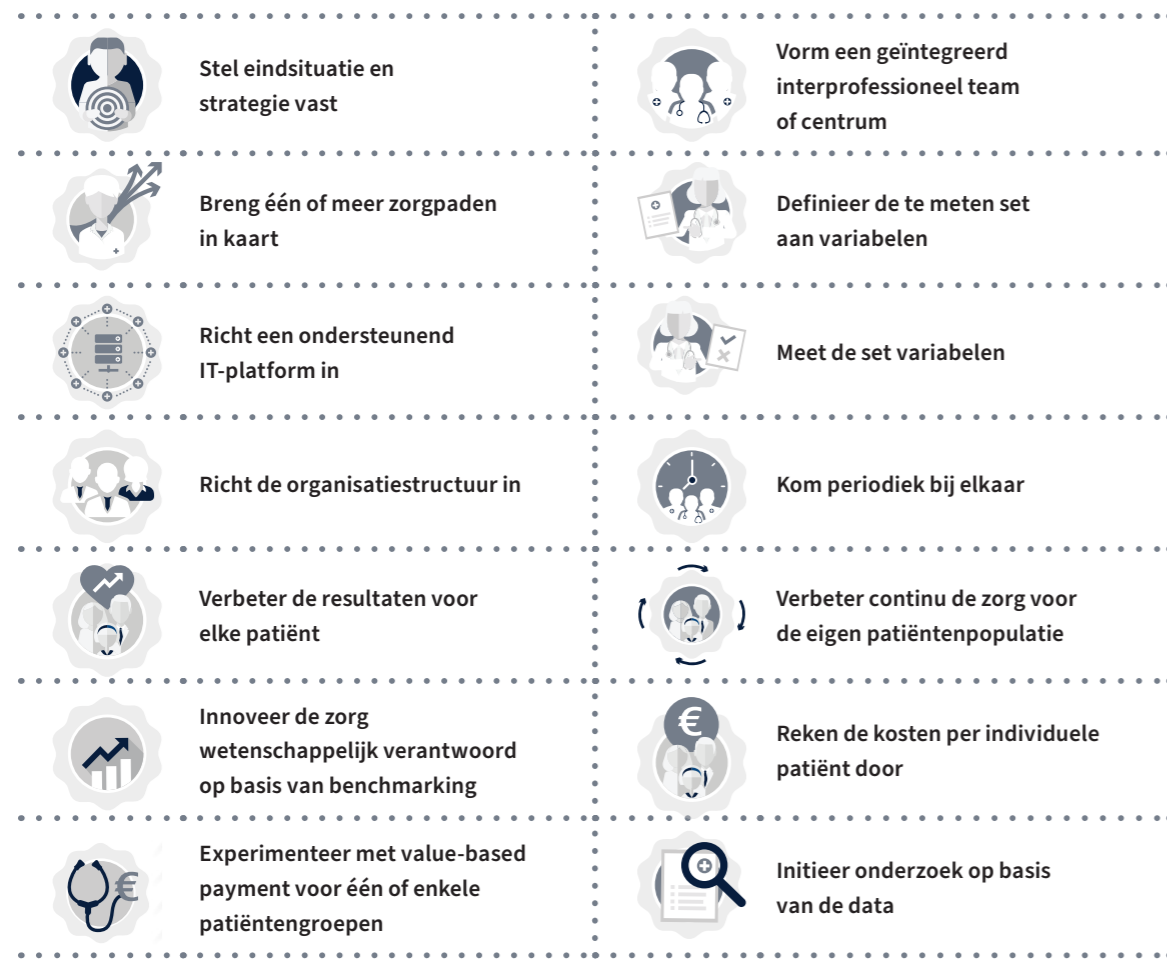 Stel eindsituatie en
strategie vast
Vorm een geïntegreerd
interprofessioneel team
of centrum
Breng één of meer zorgpaden
in kaart
Definieer de te meten set
aan variabelen
Richt een ondersteunend
IT-platform in
Meet de set variabelen
Richt de organisatiestructuur in
Kom periodiek bij elkaar
Verbeter de resultaten voor
elke patiënt
Verbeter continu de zorg voor
de eigen patiëntenpopulatie
Innoveer de zorg
wetenschappelijk verantwoord
op basis van benchmarking
€
Reken de kosten per individuele
patiënt door
€
Experimenteer met value-based
payment voor één of enkele
patiëntengroepen
Initieer onderzoek op basis
van de data